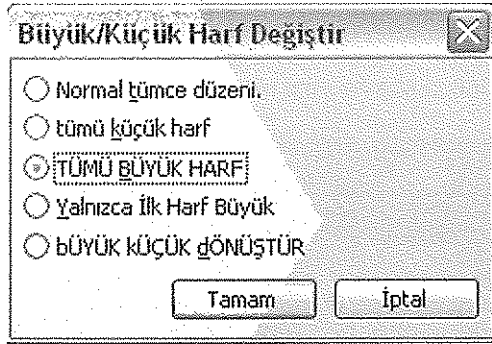 Büyük/Küçük Harf Değiştir
Normal tümce düzeni.
tümü küçük harf
TÜMÜ BÜYÜK HARF
Yalnızca İlk Harf Büyük
bÜYÜK kÜÇÜK dÖNÜŞTÜR
Tamam İptal